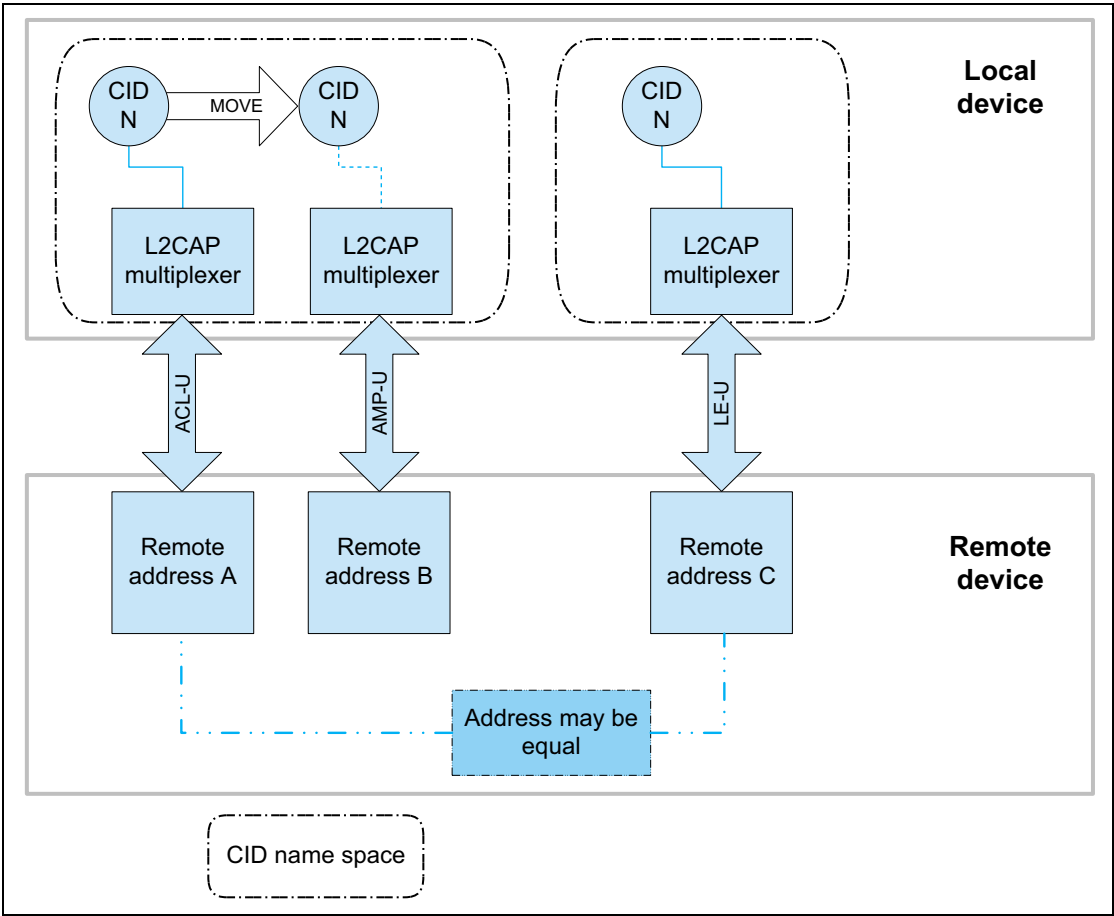 Local
device
CID
N
MOVE
CID
N
CID
N
L2CAP
multiplexer
L2CAP
multiplexer
L2CAP
multiplexer
ACL-U
AMP-U
LE-U
Remote
address A
Remote
address B
Remote
address C
Remote
device
Address may be
equal
CID name space